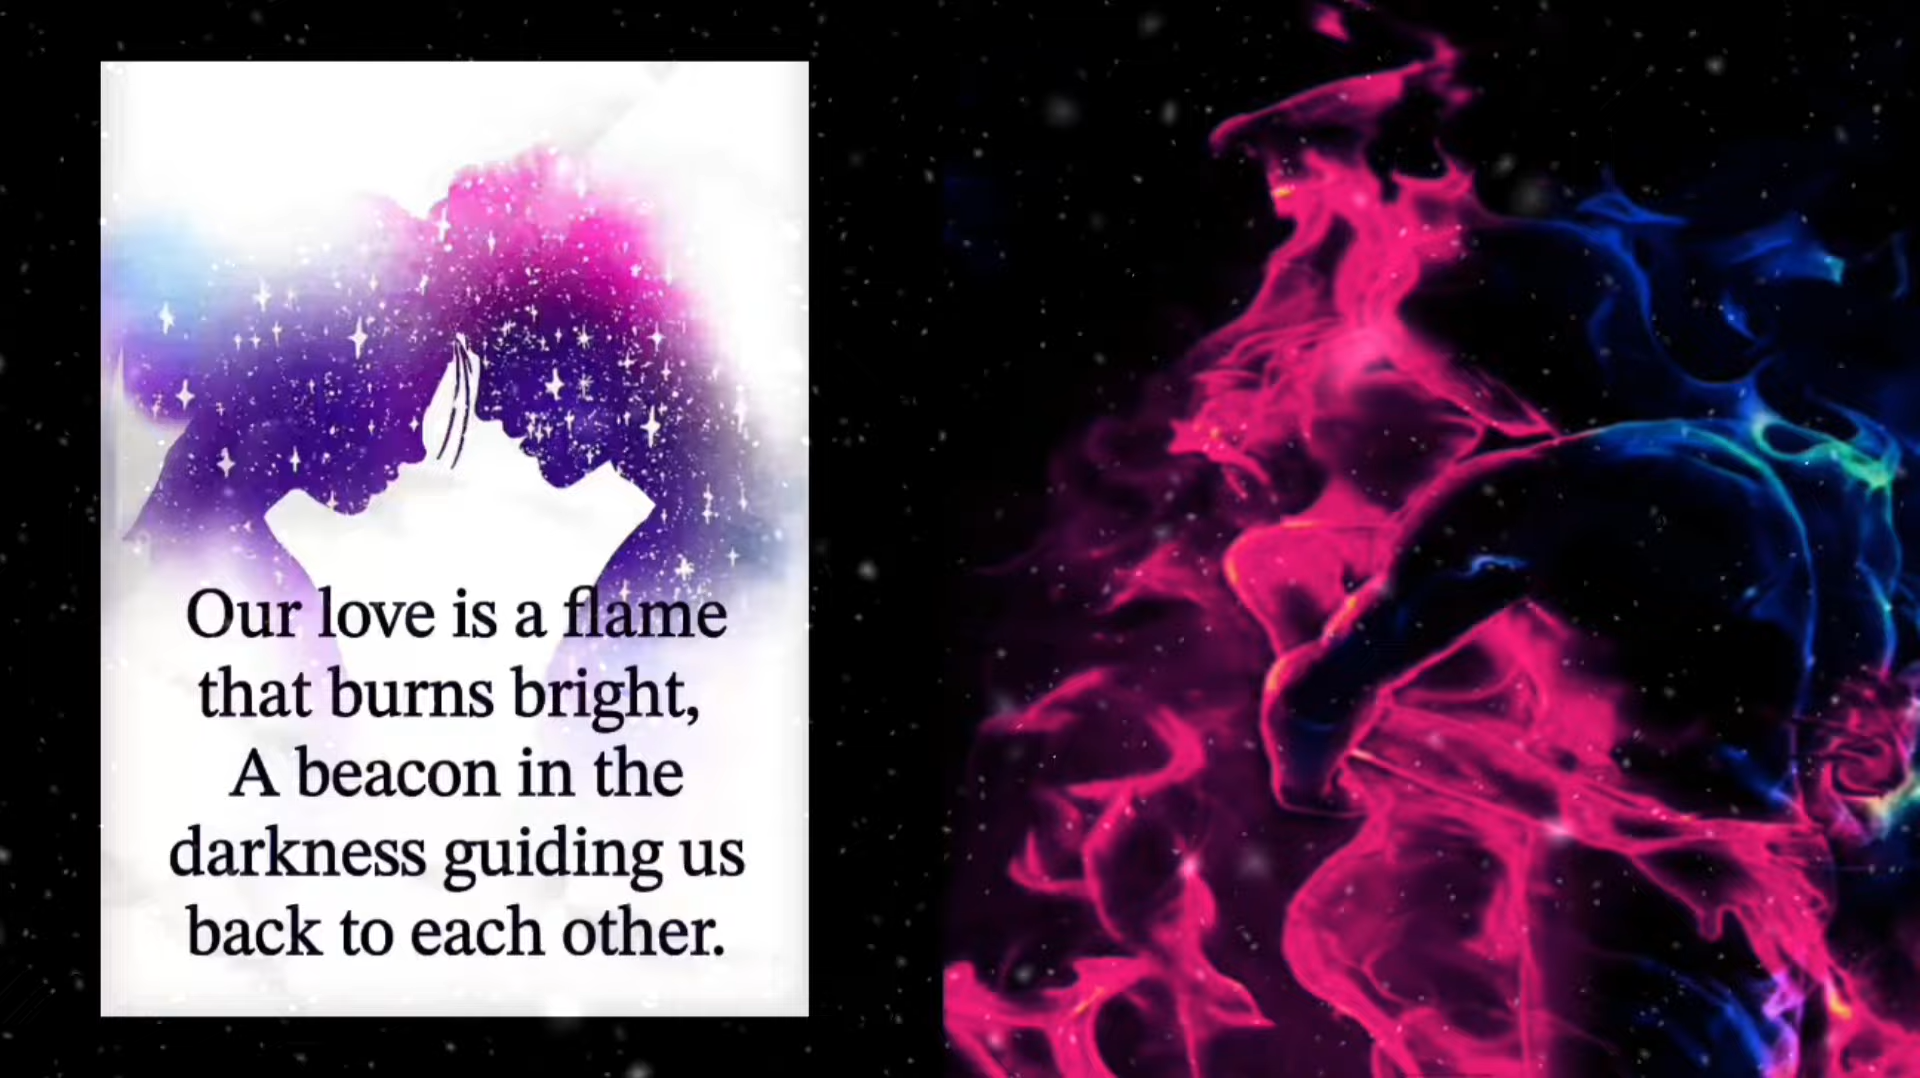 Our love is a flame
that burns bright,
A beacon in the
darkness guiding us
back to each other.